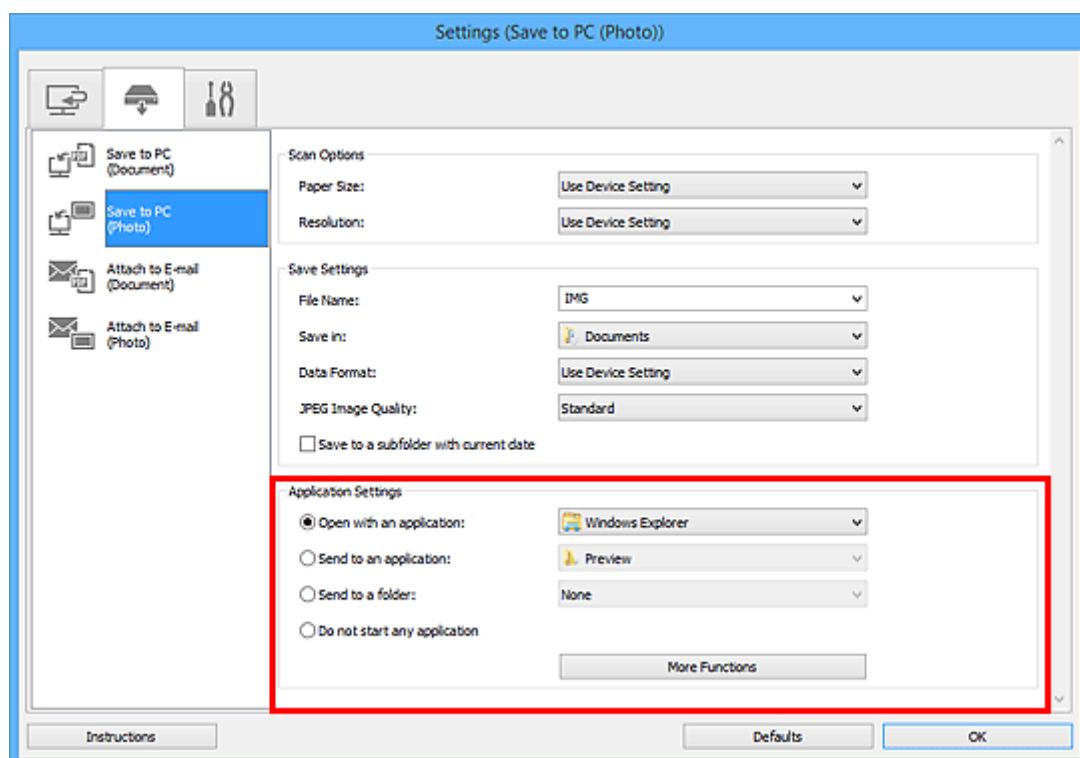 Settings (Save to PC (Photo))
Save to PC
(Document)
Save to PC
(Photo)
Attach to E-mail
(Document)
Attach to E-mail
(Photo)
Scan Options
Paper Size: Use Device Setting
Resolution: Use Device Setting
Save Settings
File Name: IMG
Save in: Documents
Data Format: Use Device Setting
JPEG Image Quality: Standard
Save to a subfolder with current date
Application Settings
Open with an application: Windows Explorer
Send to an application: Preview
Send to a folder: None
Do not start any application
More Functions
Instructions Defaults OK